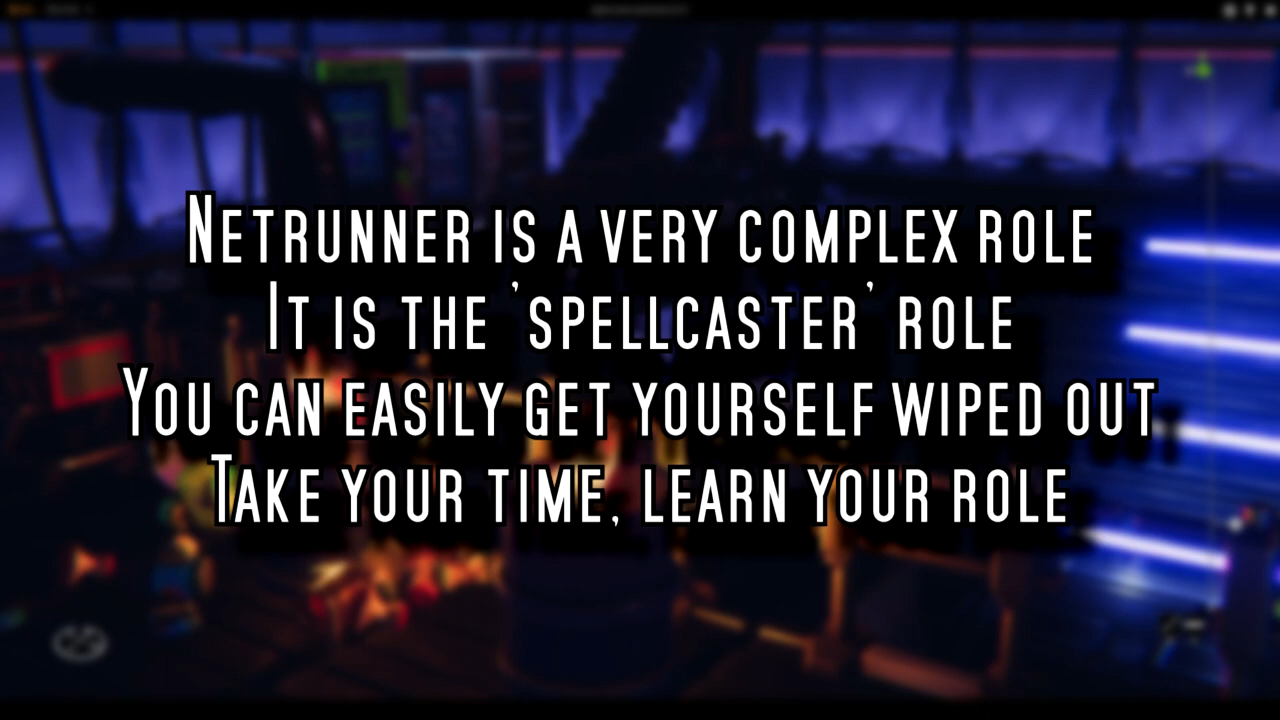 Netrunner is a very complex role
It is the 'spellcaster' role
You can easily get yourself wiped out
Take your time, learn your role